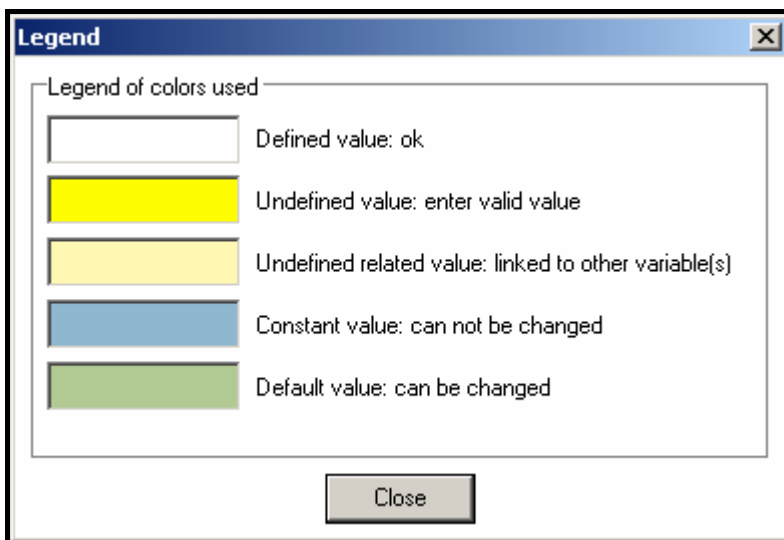 Legend
Legend of colors used
Defined value: ok
Undefined value: enter valid value
Undefined related value: linked to other variable(s)
Constant value: can not be changed
Default value: can be changed
Close